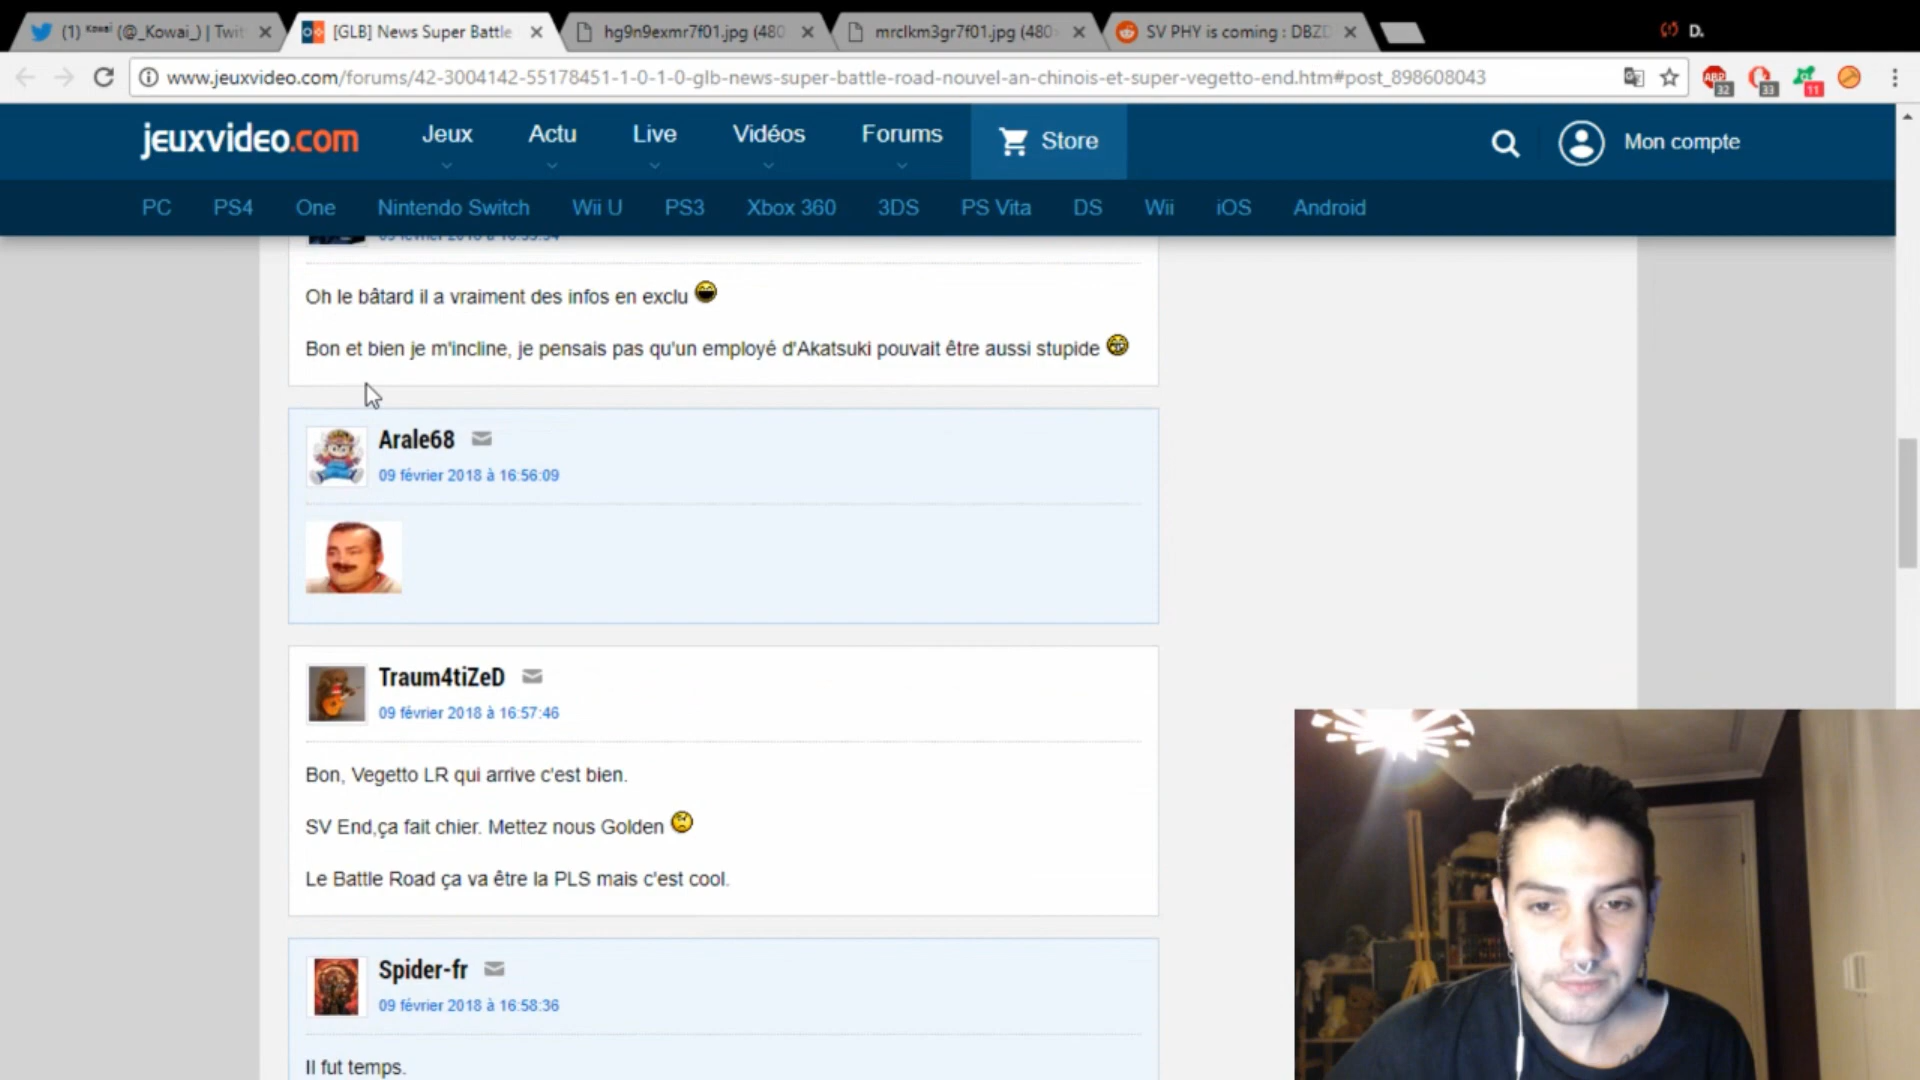 (1) ᴷᵒʷᵃⁱ (@_Kowai_) | Twit
[GLB] News Super Battle
hg9n9exmr7f01.jpg (480
mrclkm3gr7f01.jpg (480
SV PHY is coming : DBZD
D.
www.jeuxvideo.com/forums/42-3004142-55178451-1-0-1-0-glb-news-super-battle-road-nouvel-an-chinois-et-super-vegetto-end.htm#post_898608043
ABP
32
33
11
jeuxvideo.com
Jeux
Actu
Live
Vidéos
Forums
Store
Mon compte
PC
PS4
One
Nintendo Switch
Wii U
PS3
Xbox 360
3DS
PS Vita
DS
Wii
iOS
Android
Oh le bâtard il a vraiment des infos en exclu
Bon et bien je m'incline, je pensais pas qu'un employé d'Akatsuki pouvait être aussi stupide
Arale68
09 février 2018 à 16:56:09
Traum4tiZeD
09 février 2018 à 16:57:46
Bon, Vegetto LR qui arrive c'est bien.
SV End,ça fait chier. Mettez nous Golden
Le Battle Road ça va être la PLS mais c'est cool.
Spider-fr
09 février 2018 à 16:58:36
Il fut temps.